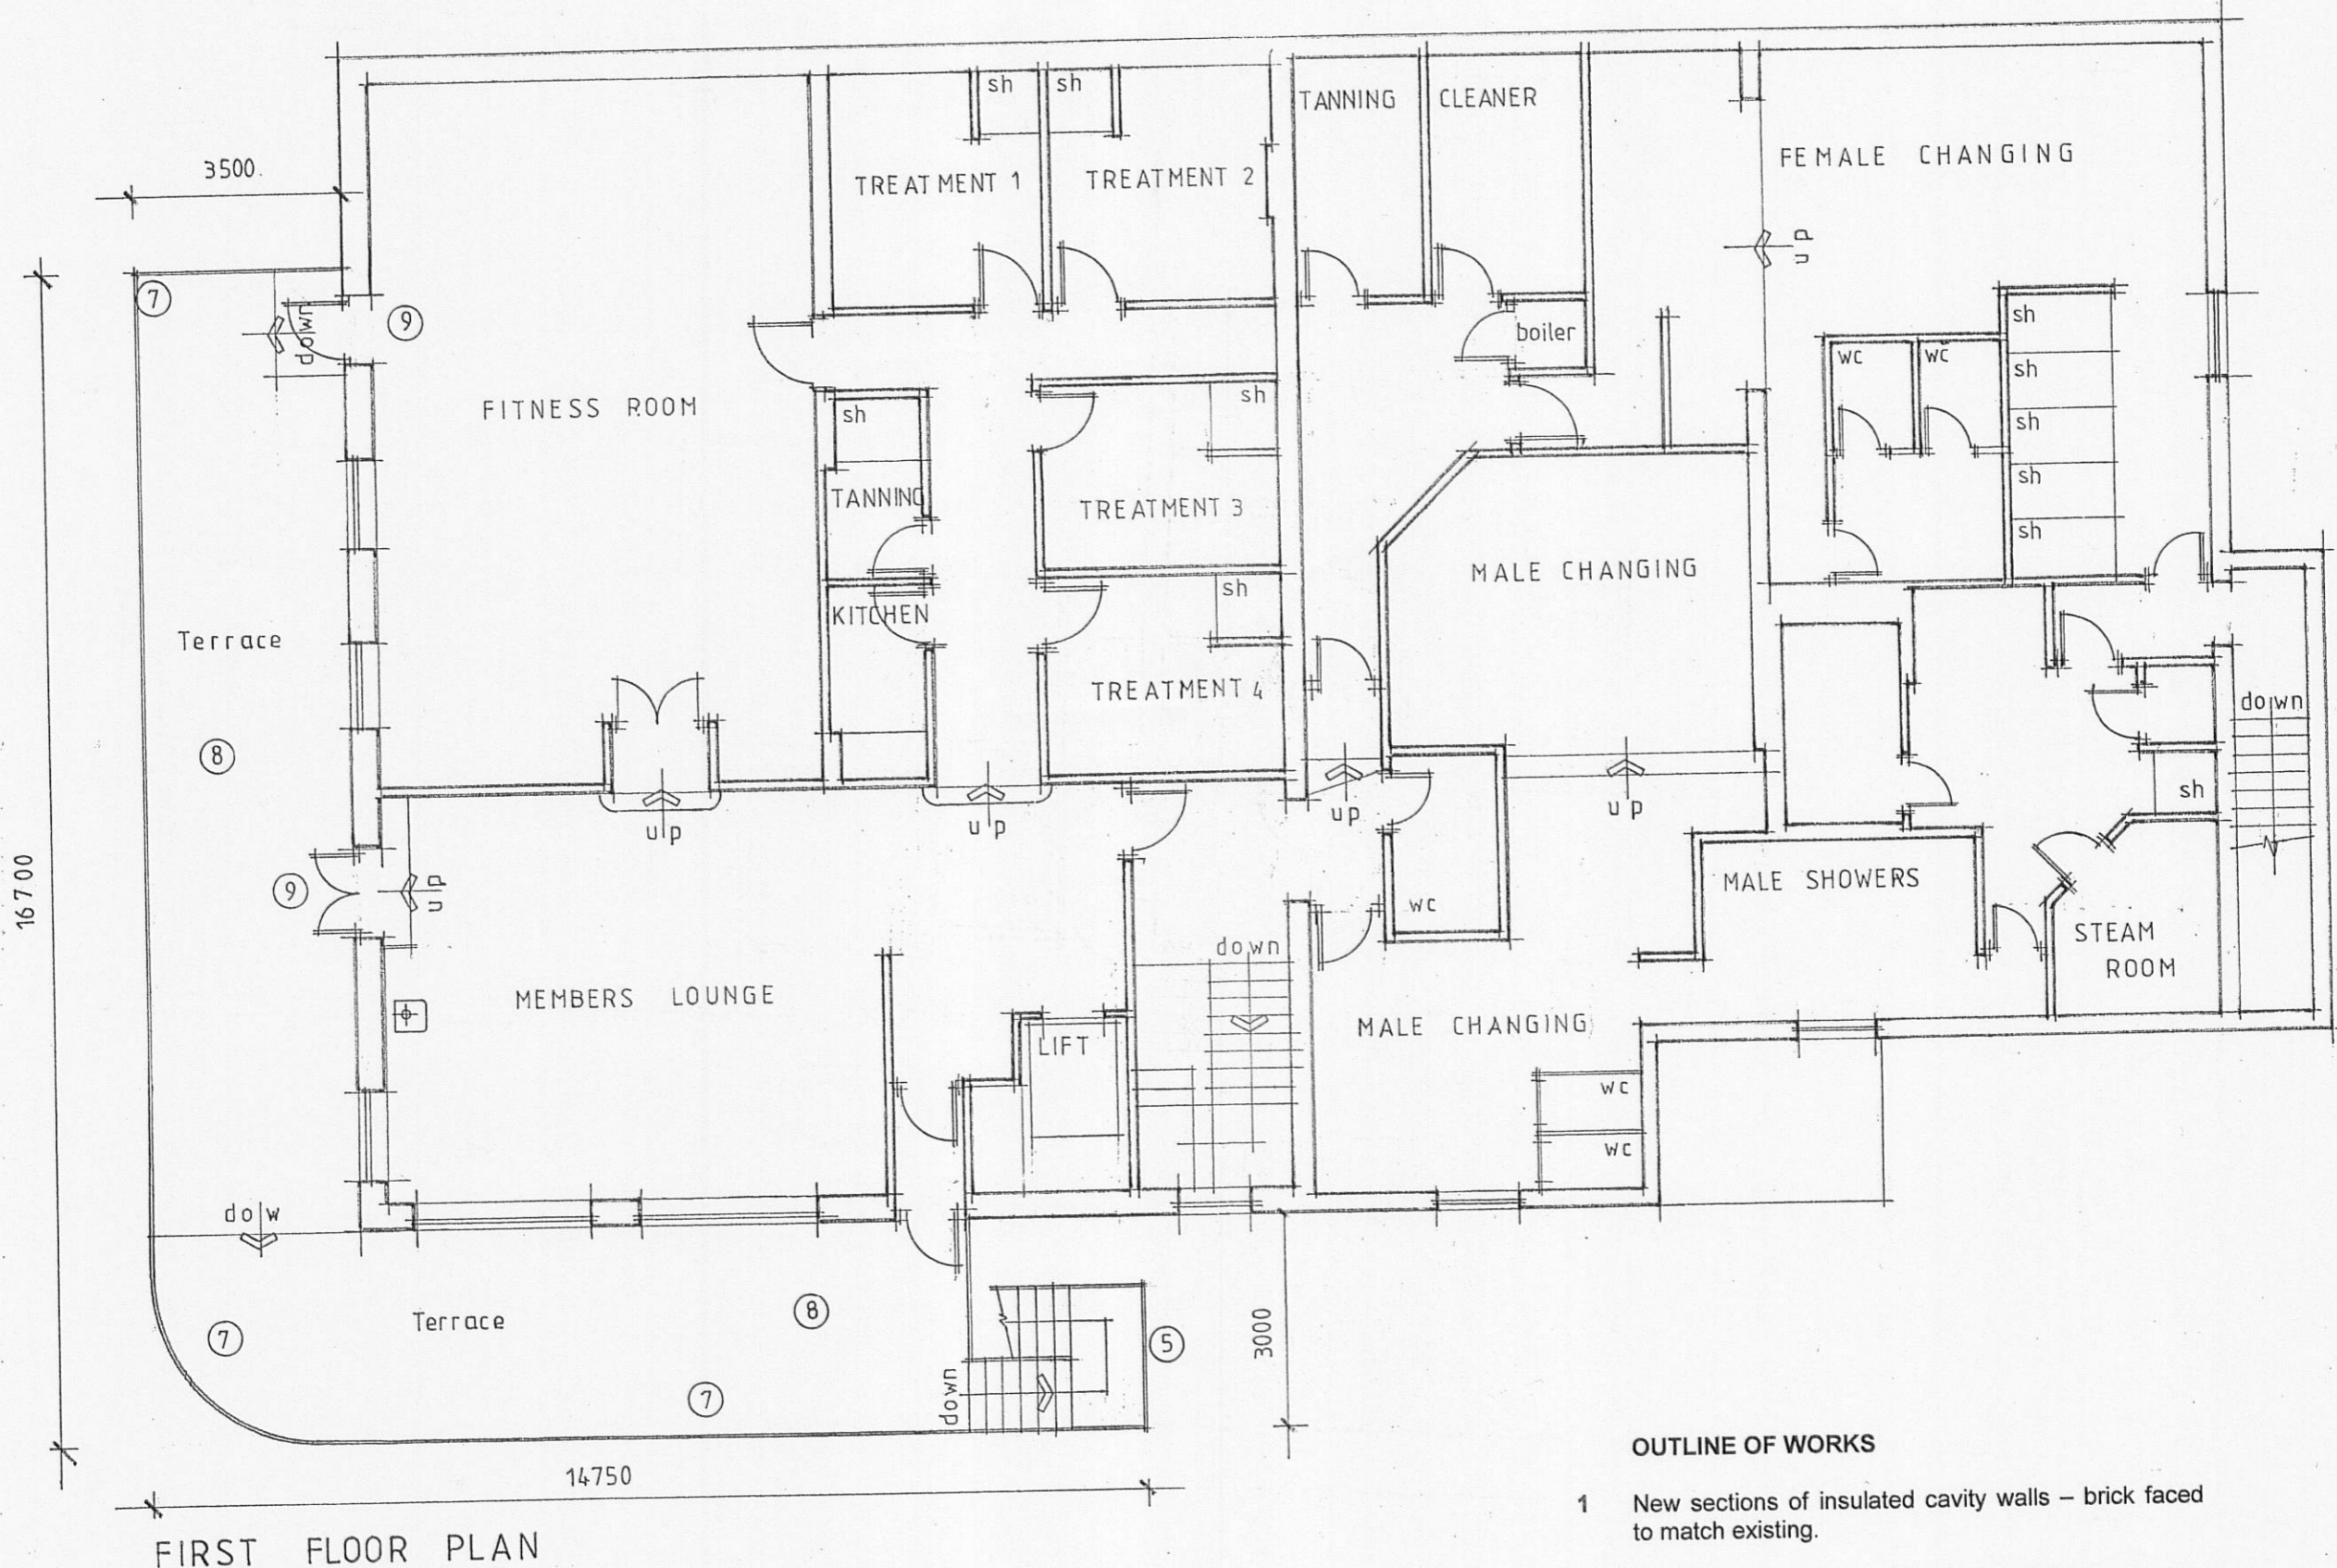 sh
sh
TANNING
CLEANER
3500
TREATMENT 1
TREATMENT 2
FEMALE CHANGING
up
7
down
9
boiler
sh
wc
wc
sh
sh
sh
sh
FITNESS ROOM
sh
sh
TANNING
TREATMENT 3
MALE CHANGING
sh
KITCHEN
Terrace
TREATMENT 4
down
8
sh
up
up
up
up
16700
9
up
wc
MALE SHOWERS
STEAM
ROOM
down
MEMBERS LOUNGE
MALE CHANGING
LIFT
wc
wc
dow
Terrace
8
7
5
3000
7
down
14750
FIRST FLOOR PLAN
OUTLINE OF WORKS
1 New sections of insulated cavity walls – brick faced
to match existing.